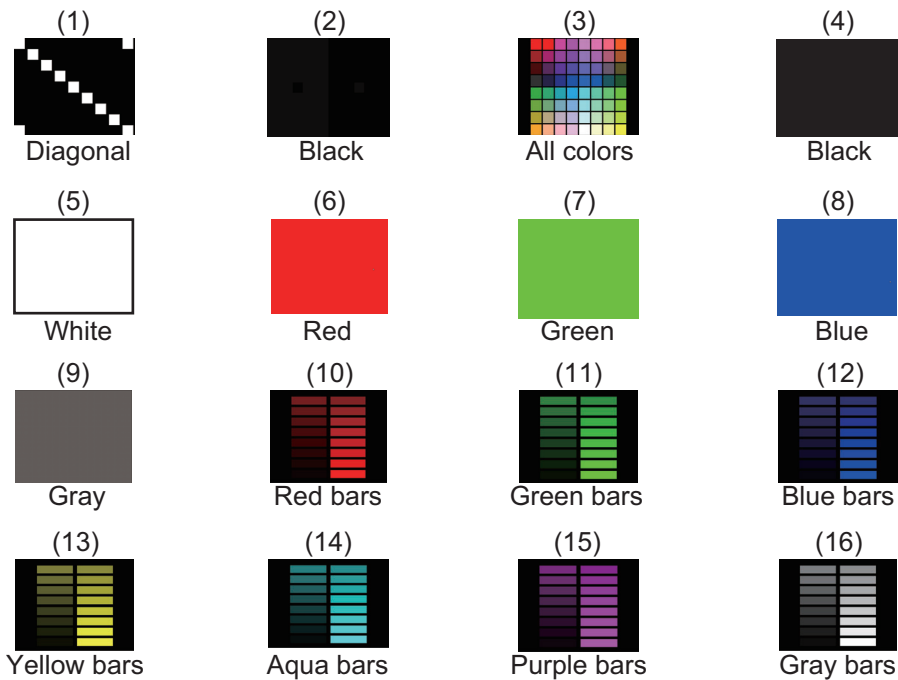 (1) (2) (3) (4)
Diagonal Black All colors Black
(5) (6) (7) (8)
White Red Green Blue
(9) (10) (11) (12)
Gray Red bars Green bars Blue bars
(13) (14) (15) (16)
Yellow bars Aqua bars Purple bars Gray bars